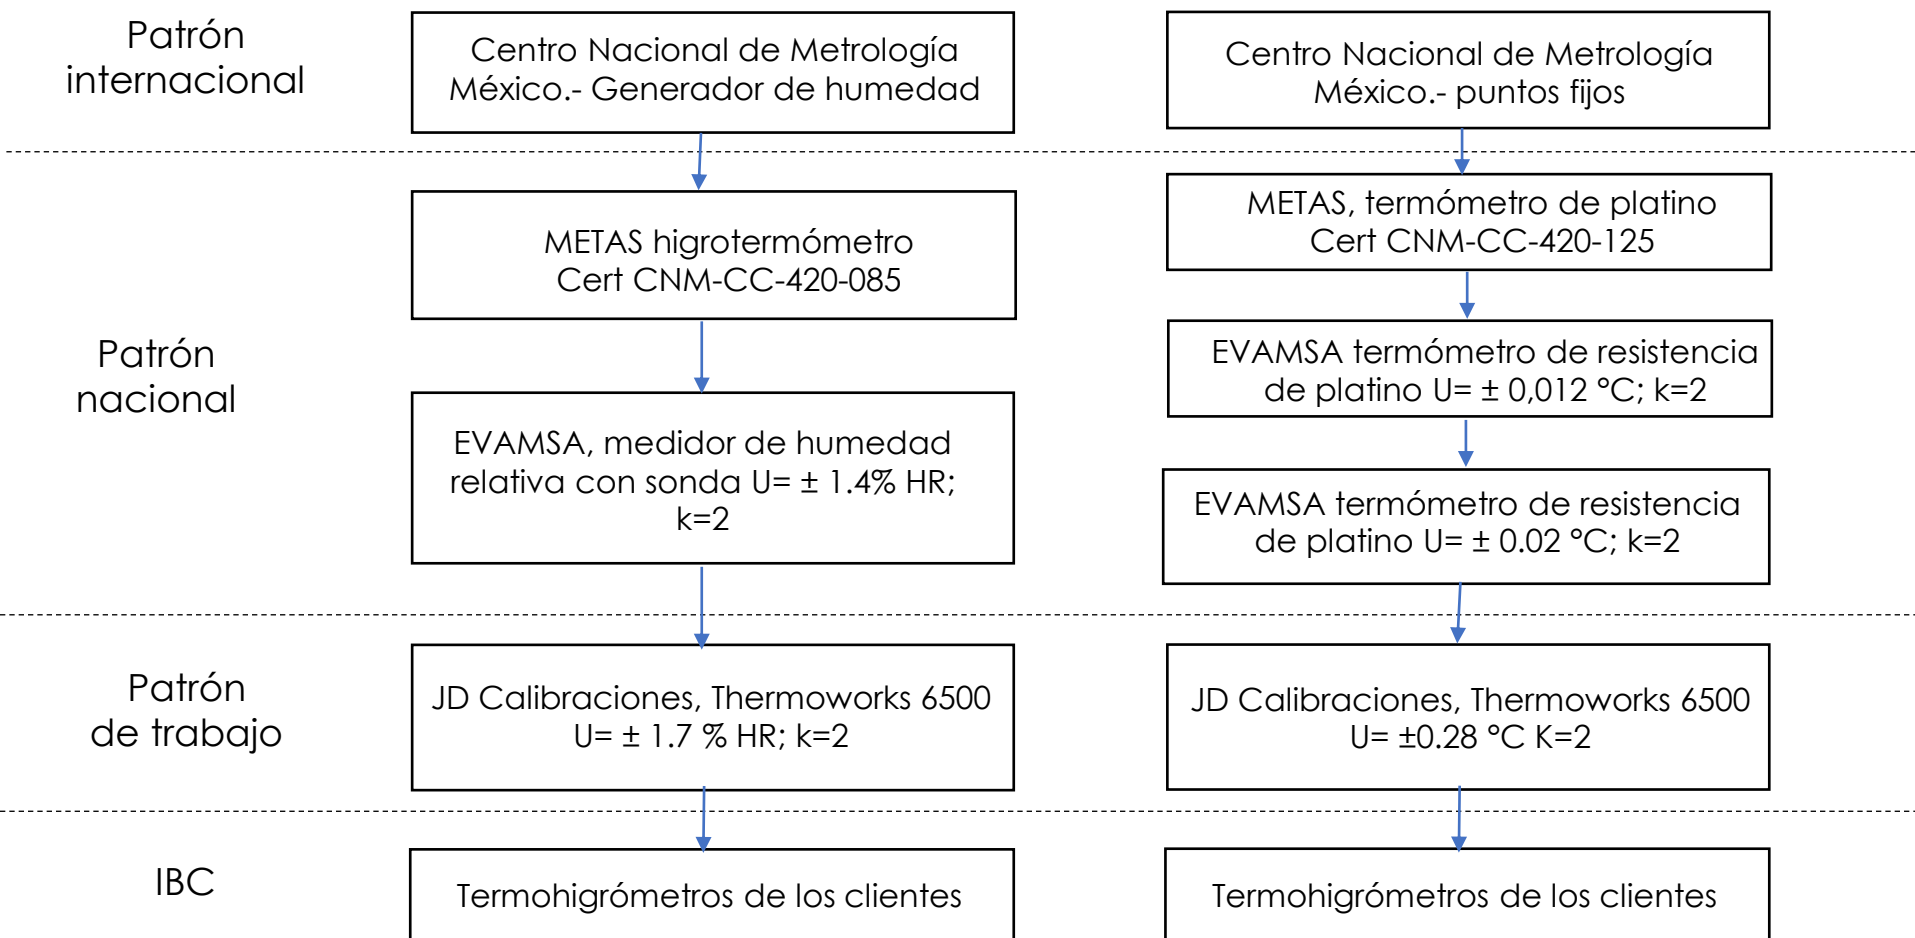 Patrón
internacional
Centro Nacional de Metrología
México.- Generador de humedad
Centro Nacional de Metrología
México.- puntos fijos
Patrón
nacional
METAS higrotermómetro
Cert CNM-CC-420-085
METAS, termómetro de platino
Cert CNM-CC-420-125
EVAMSA termómetro de resistencia
de platino U= ± 0,012 °C; k=2
EVAMSA, medidor de humedad
relativa con sonda U= ± 1.4% HR;
k=2
EVAMSA termómetro de resistencia
de platino U= ± 0.02 °C; k=2
Patrón
de trabajo
JD Calibraciones, Thermoworks 6500
U= ± 1.7 % HR; k=2
JD Calibraciones, Thermoworks 6500
U= ±0.28 °C K=2
IBC
Termohigrómetros de los clientes
Termohigrómetros de los clientes